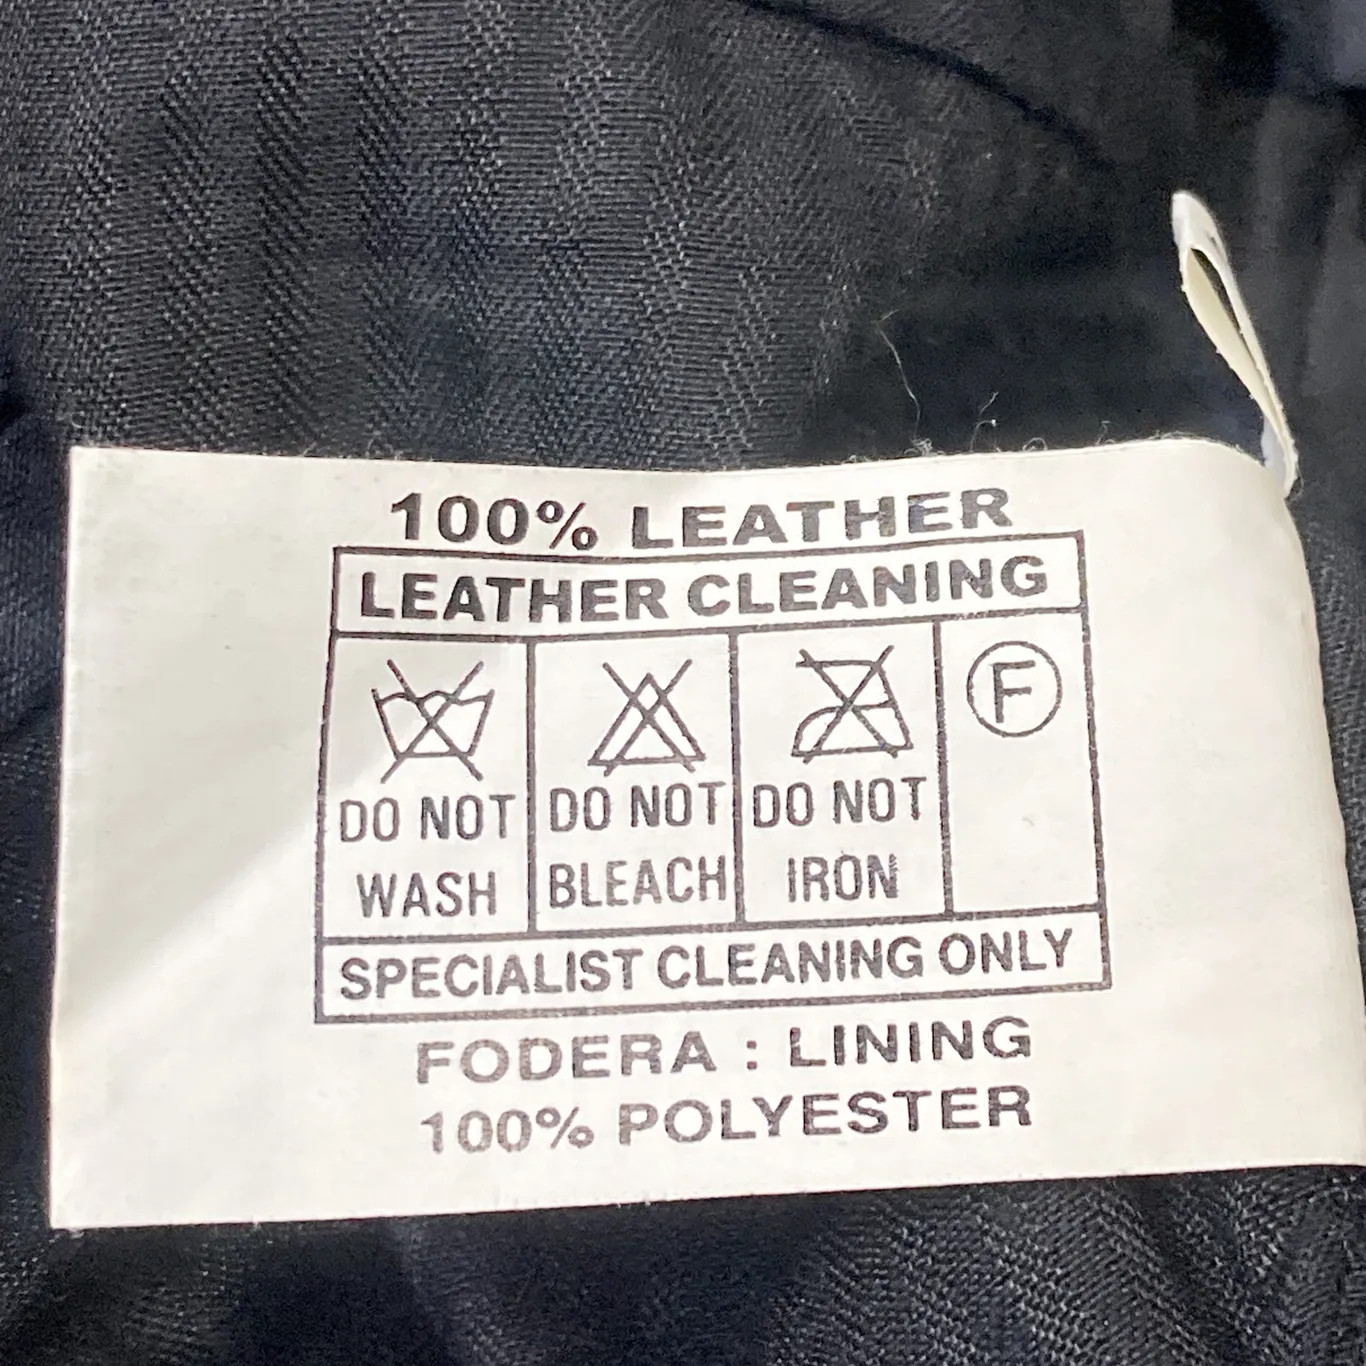 100% LEATHER
LEATHER CLEANING
DO NOT WASH
DO NOT BLEACH
DO NOT IRON
F
SPECIALIST CLEANING ONLY
FODERA : LINING
100% POLYESTER